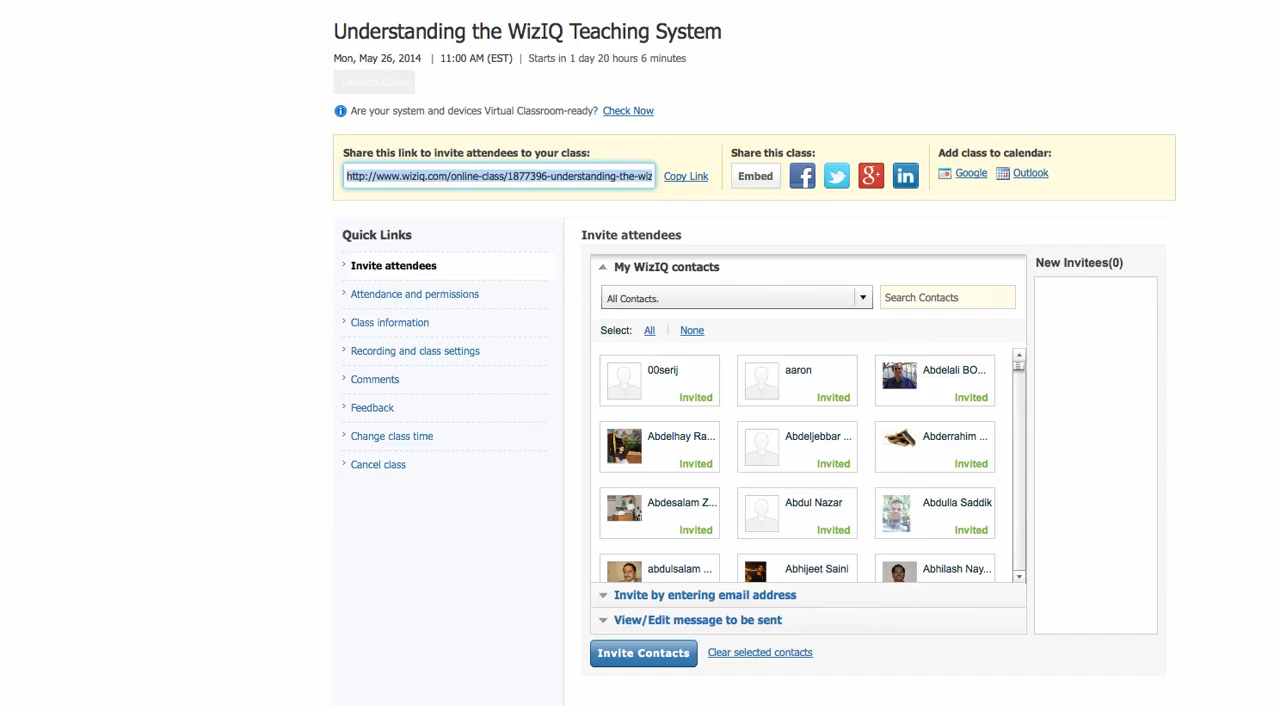 Understanding the WizIQ Teaching System
Mon, May 26, 2014 | 11:00 AM (EST) | Starts in 1 day 20 hours 6 minutes
Launch Class
Are your system and devices Virtual Classroom-ready? Check Now
Share this link to invite attendees to your class:
http://www.wiziq.com/online-class/1877396-understanding-the-wiz
Copy Link
Share this class:
Embed
Add class to calendar:
Google
Outlook
Quick Links
Invite attendees
Attendance and permissions
Class information
Recording and class settings
Comments
Feedback
Change class time
Cancel class
Invite attendees
My WizIQ contacts
All Contacts.
Search Contacts
Select: All | None
00serij
Invited
aaron
Invited
Abdelali BO...
Invited
Abdelhay Ra...
Invited
Abdeljebbar ...
Invited
Abderrahim ...
Invited
Abdesalam Z...
Invited
Abdul Nazar
Invited
Abdulla Saddik
Invited
abdulsalam ...
Abhijeet Saini
Abhilash Nay...
Invite by entering email address
View/Edit message to be sent
Invite Contacts
Clear selected contacts
New Invitees(0)